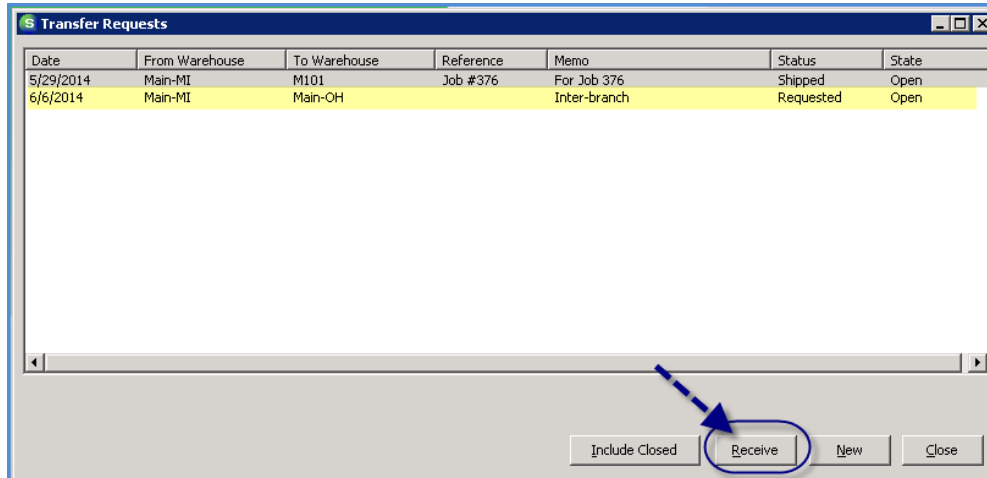 S Transfer Requests
Date From Warehouse To Warehouse Reference Memo Status State
5/29/2014 Main-MI M101 Job #376 For Job 376 Shipped Open
6/6/2014 Main-MI Main-OH Inter-branch Requested Open
Include Closed Receive New Close